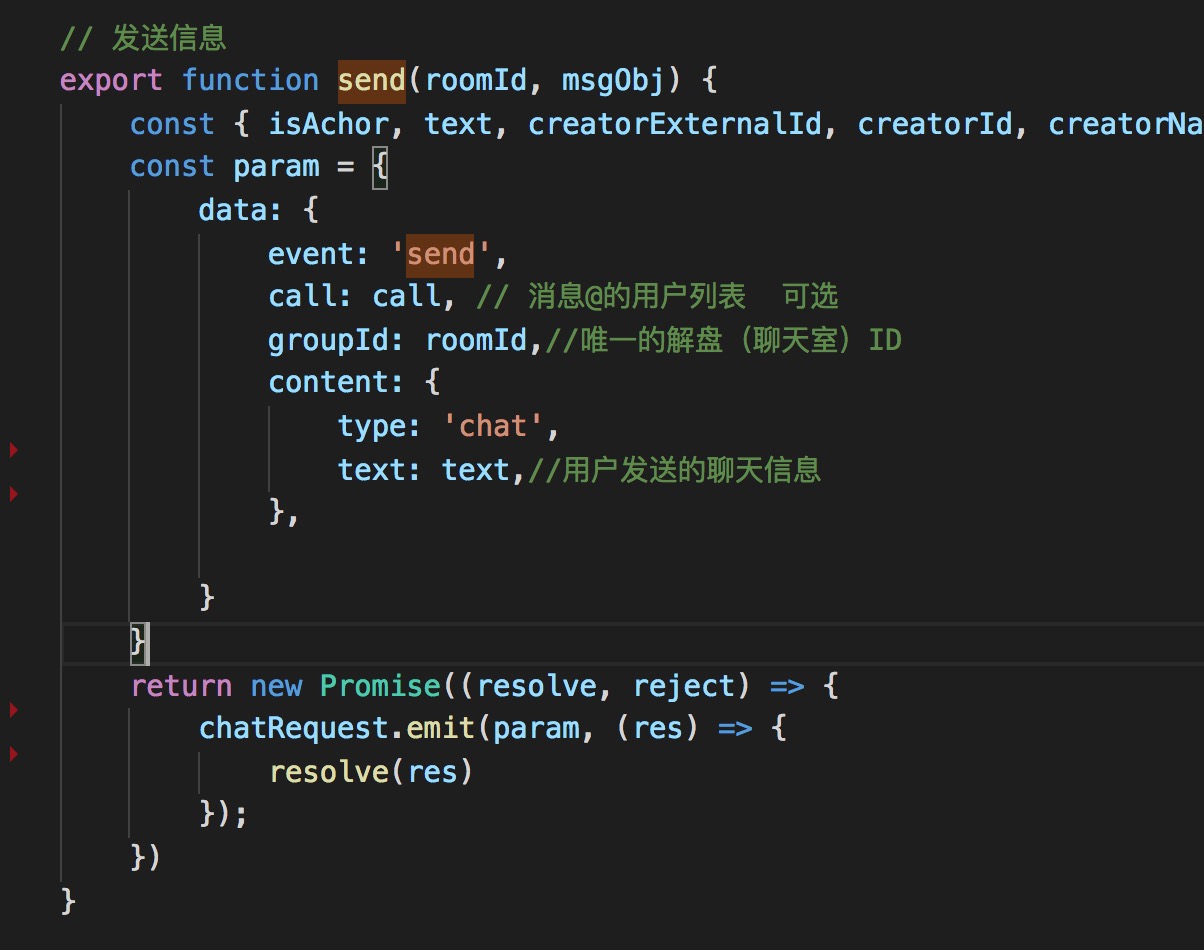 // 发送信息
export function send(roomId, msgObj) {
const { isAchor, text, creatorExternalId, creatorId, creatorNa
const param = {
data: {
event: 'send',
call: call, // 消息@的用户列表  可选
groupId: roomId,//唯一的解盘（聊天室）ID
content: {
type: 'chat',
text: text,//用户发送的聊天信息
},
}
}
return new Promise((resolve, reject) => {
chatRequest.emit(param, (res) => {
resolve(res)
});
})
}